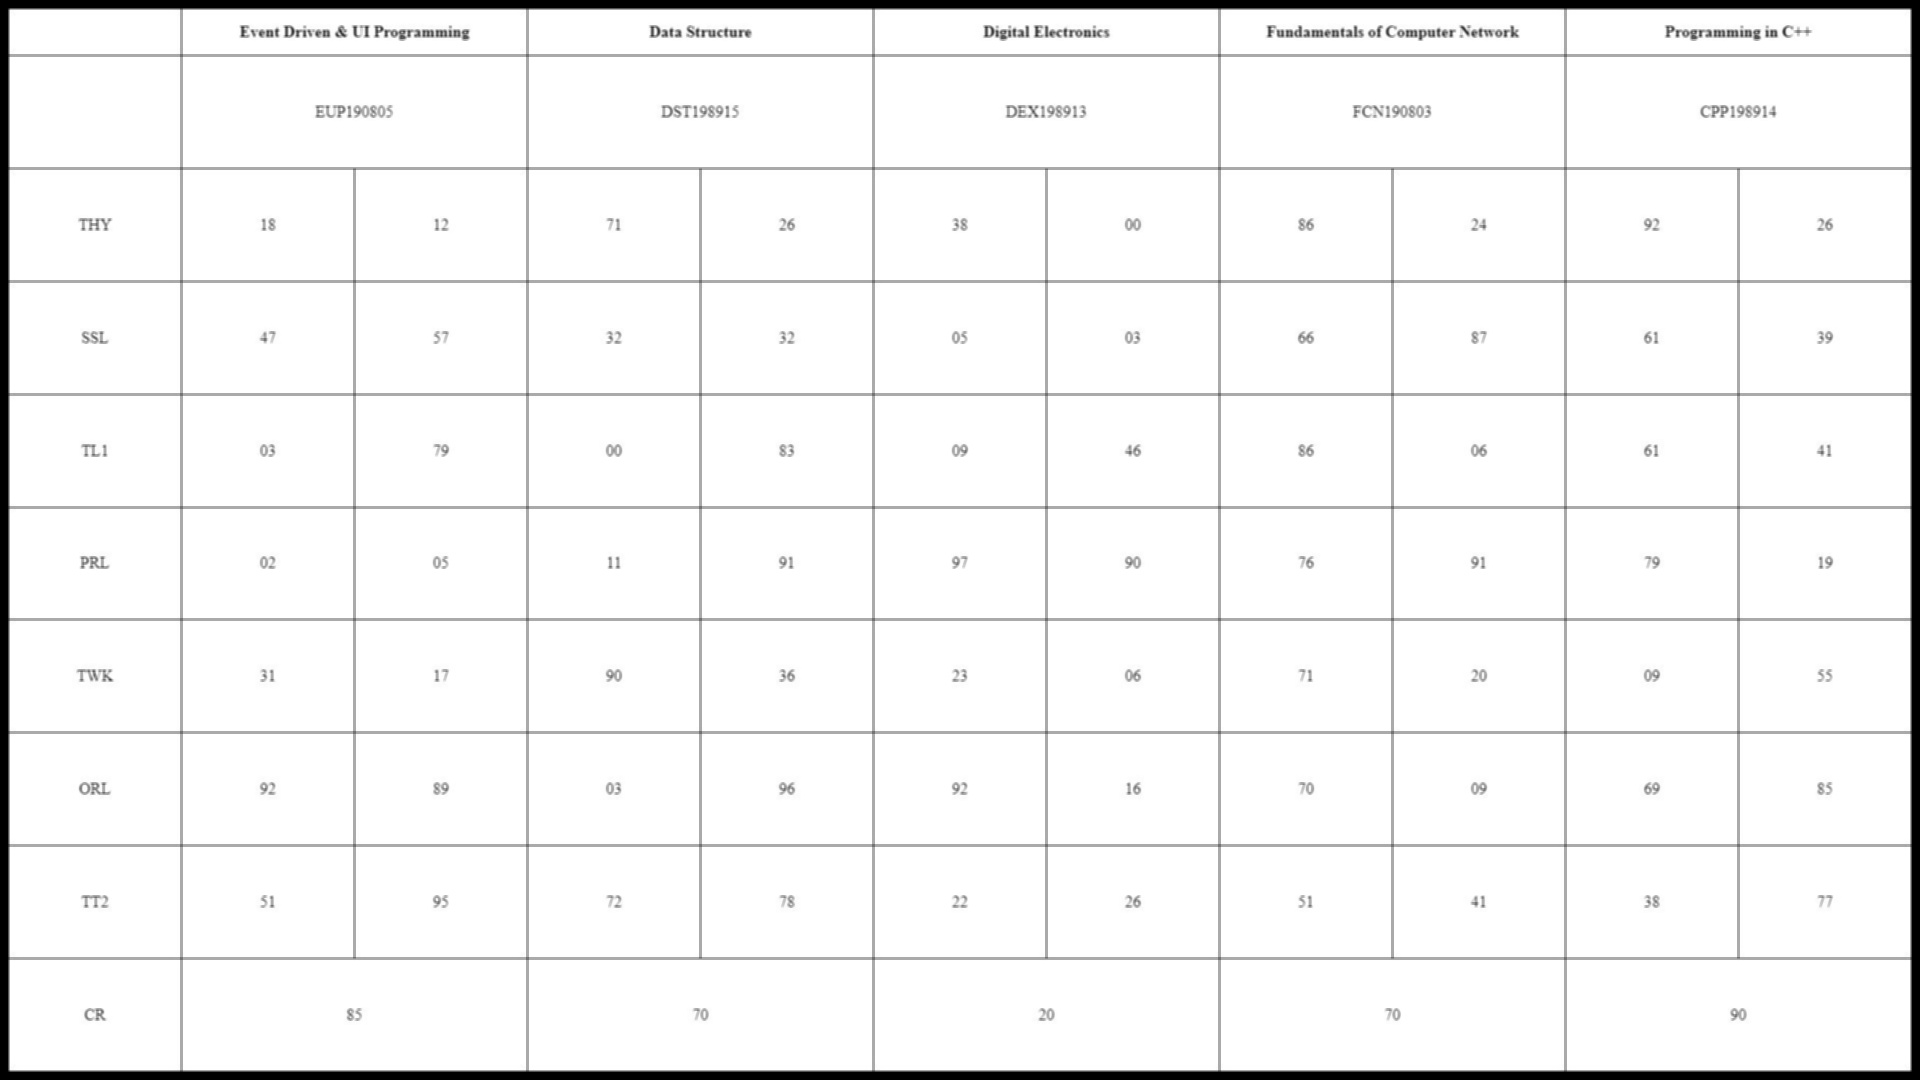 Event Driven & UI Programming Data Structure Digital Electronics Fundamentals of Computer Network Programming in C++
EUP190805 DST198915 DEX198913 FCN190803 CPP198914
THY 18 12 71 26 38 00 86 24 92 26
SSL 47 57 32 32 05 03 66 87 61 39
TL1 03 79 00 83 09 46 86 06 61 41
PRL 02 05 11 91 97 90 76 91 79 19
TWK 31 17 90 36 23 06 71 20 09 55
ORL 92 89 03 96 92 16 70 09 69 85
TT2 51 95 72 78 22 26 51 41 38 77
CR 85 70 20 70 90